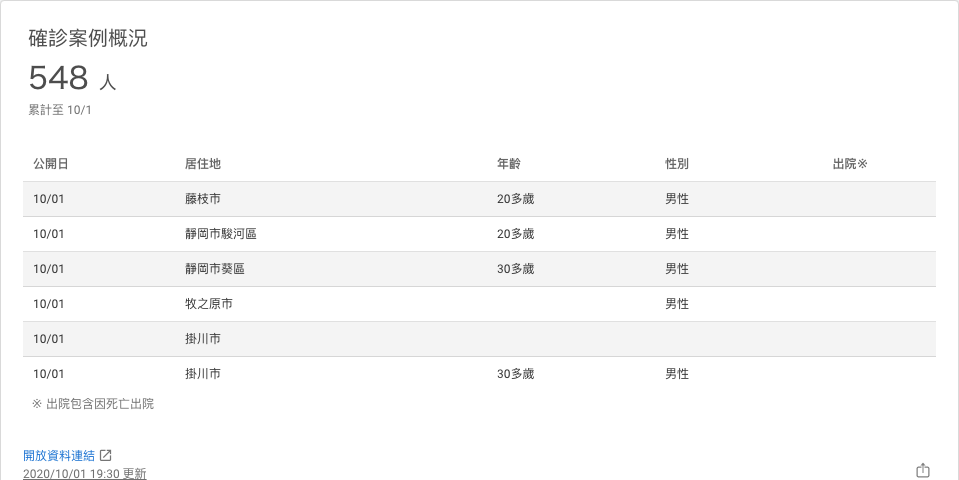 確診案例概況
548 人
累計至 10/1
公開日 居住地 年齡 性別 出院※
10/01 藤枝市 20多歲 男性
10/01 靜岡市駿河區 20多歲 男性
10/01 靜岡市葵區 30多歲 男性
10/01 牧之原市 男性
10/01 掛川市
10/01 掛川市 30多歲 男性
※ 出院包含因死亡出院
開放資料連結
2020/10/01 19:30 更新